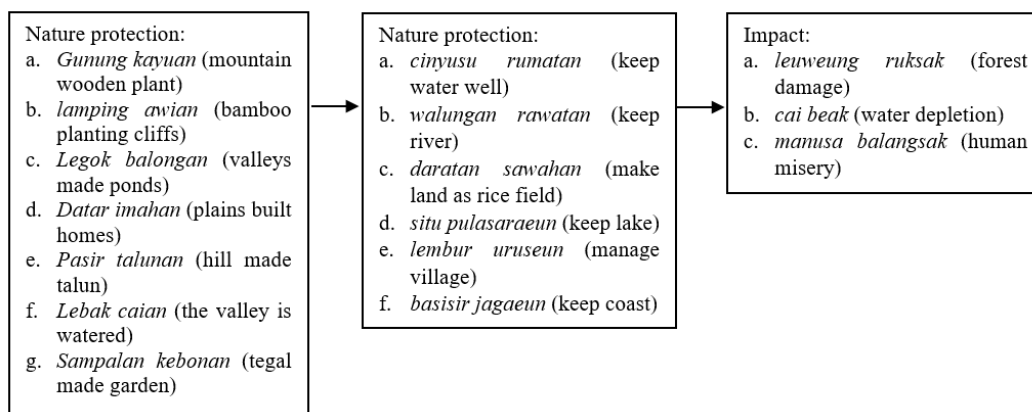 Nature protection:
a. Gunung kayuan (mountain
wooden plant)
b. lamping awian (bamboo
planting cliffs)
c. Legok balongan (valleys
made ponds)
d. Datar imahan (plains built
homes)
e. Pasir talunan (hill made
talun)
f. Lebak caian (the valley is
watered)
g. Sampalan kebonan (tegal
made garden)
Nature protection:
a. cinyusu rumatan (keep
water well)
b. walungan rawatan (keep
river)
c. daratan sawahan (make
land as rice field)
d. situ pulasaraeun (keep lake)
e. lembur uruseun (manage
village)
f. basisir jagaeun (keep coast)
Impact:
a. leuweung ruksak (forest
damage)
b. cai beak (water depletion)
c. manusa balangsak (human
misery)